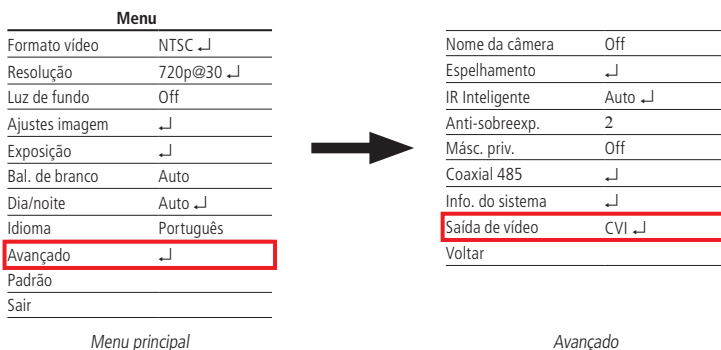 Menu
Formato vídeo NTSC ↵
Resolução 720p@30 ↵
Luz de fundo Off
Ajustes imagem ↵
Exposição ↵
Bal. de branco Auto
Dia/noite Auto ↵
Idioma Português
Avançado ↵
Padrão
Sair
Menu principal
Nome da câmera Off
Espelhamento ↵
IR Inteligente Auto ↵
Anti-sobreexp. 2
Másc. priv. Off
Coaxial 485 ↵
Info. do sistema ↵
Saída de vídeo CVI ↵
Voltar
Avançado